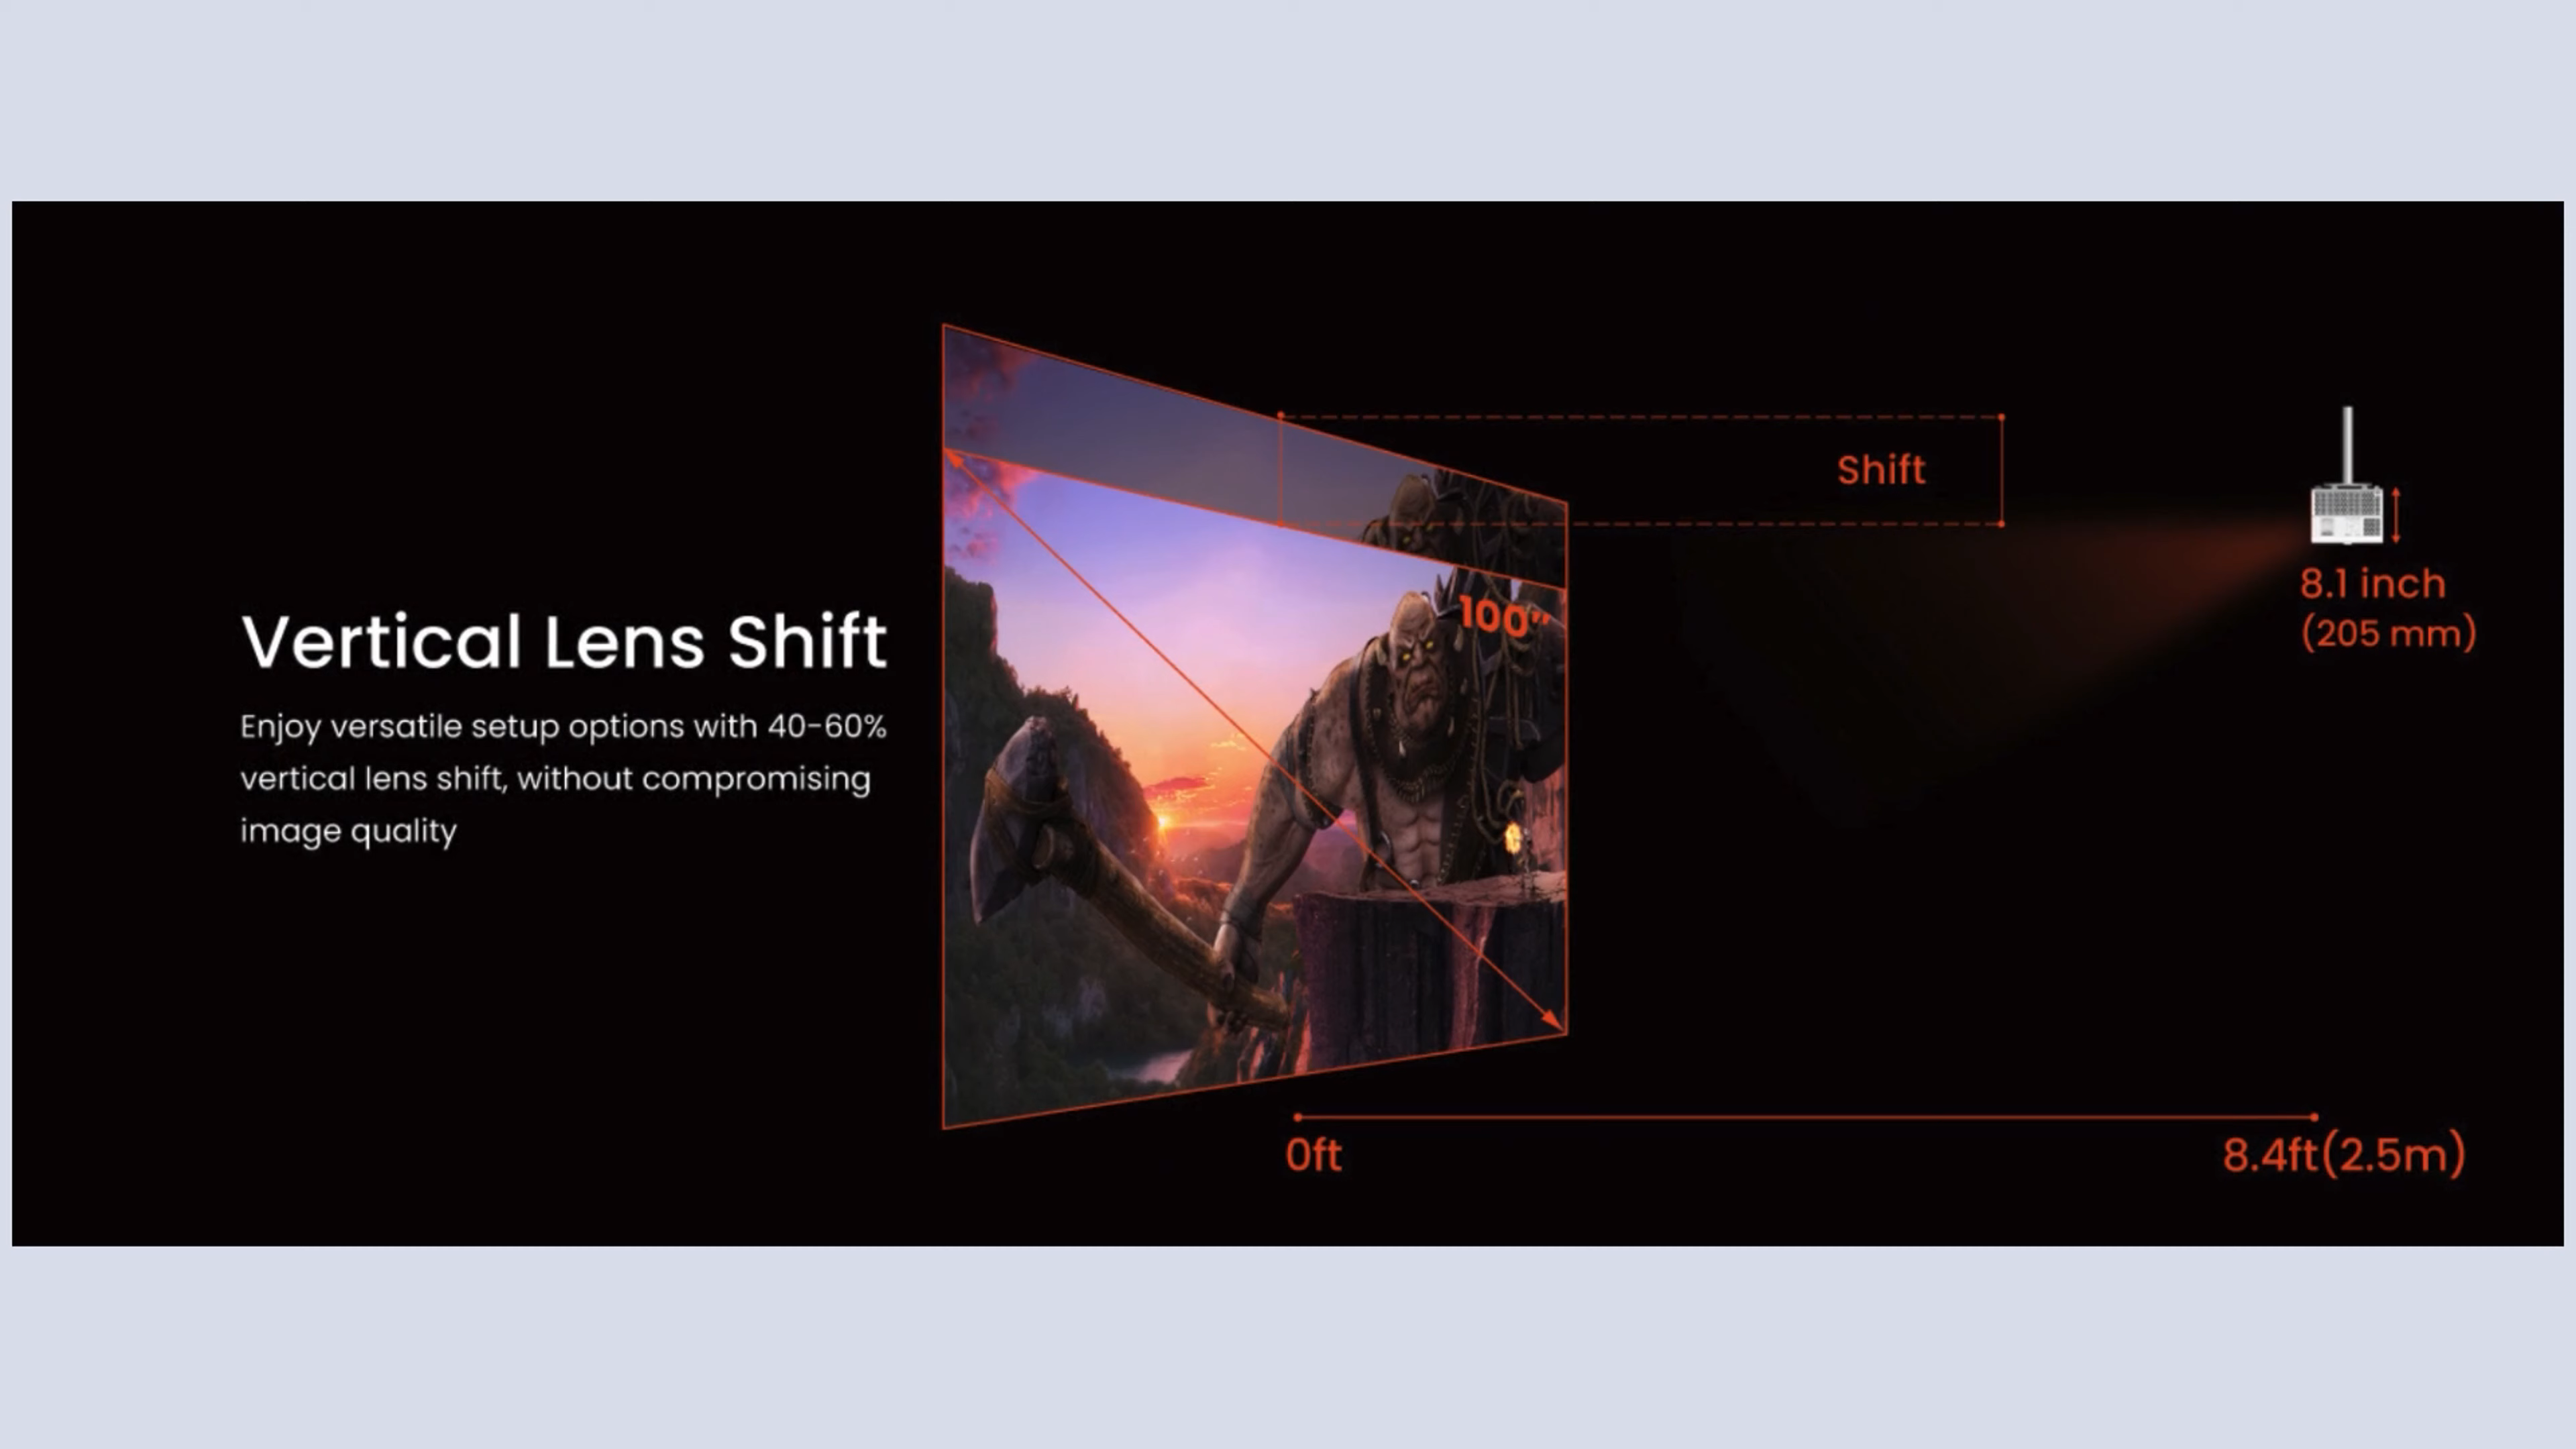 Shift
Vertical Lens Shift
Enjoy versatile setup options with 40-60%
vertical lens shift, without compromising
image quality
100"
8.1 inch
(205 mm)
0ft
8.4ft(2.5m)